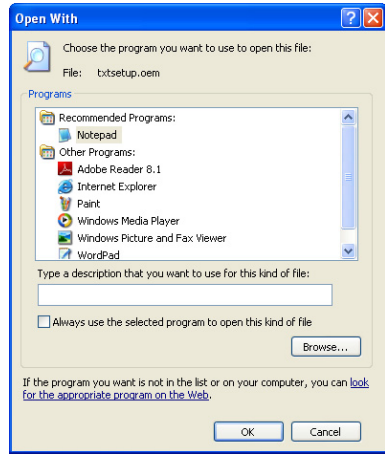 Open With
Choose the program you want to use to open this file:
File: txtsetup.oem
Programs
Recommended Programs:
Notepad
Other Programs:
Adobe Reader 8.1
Internet Explorer
Paint
Windows Media Player
Windows Picture and Fax Viewer
WordPad
Type a description that you want to use for this kind of file:
Always use the selected program to open this kind of file
Browse...
If the program you want is not in the list or on your computer, you can look
for the appropriate program on the Web.
OK Cancel